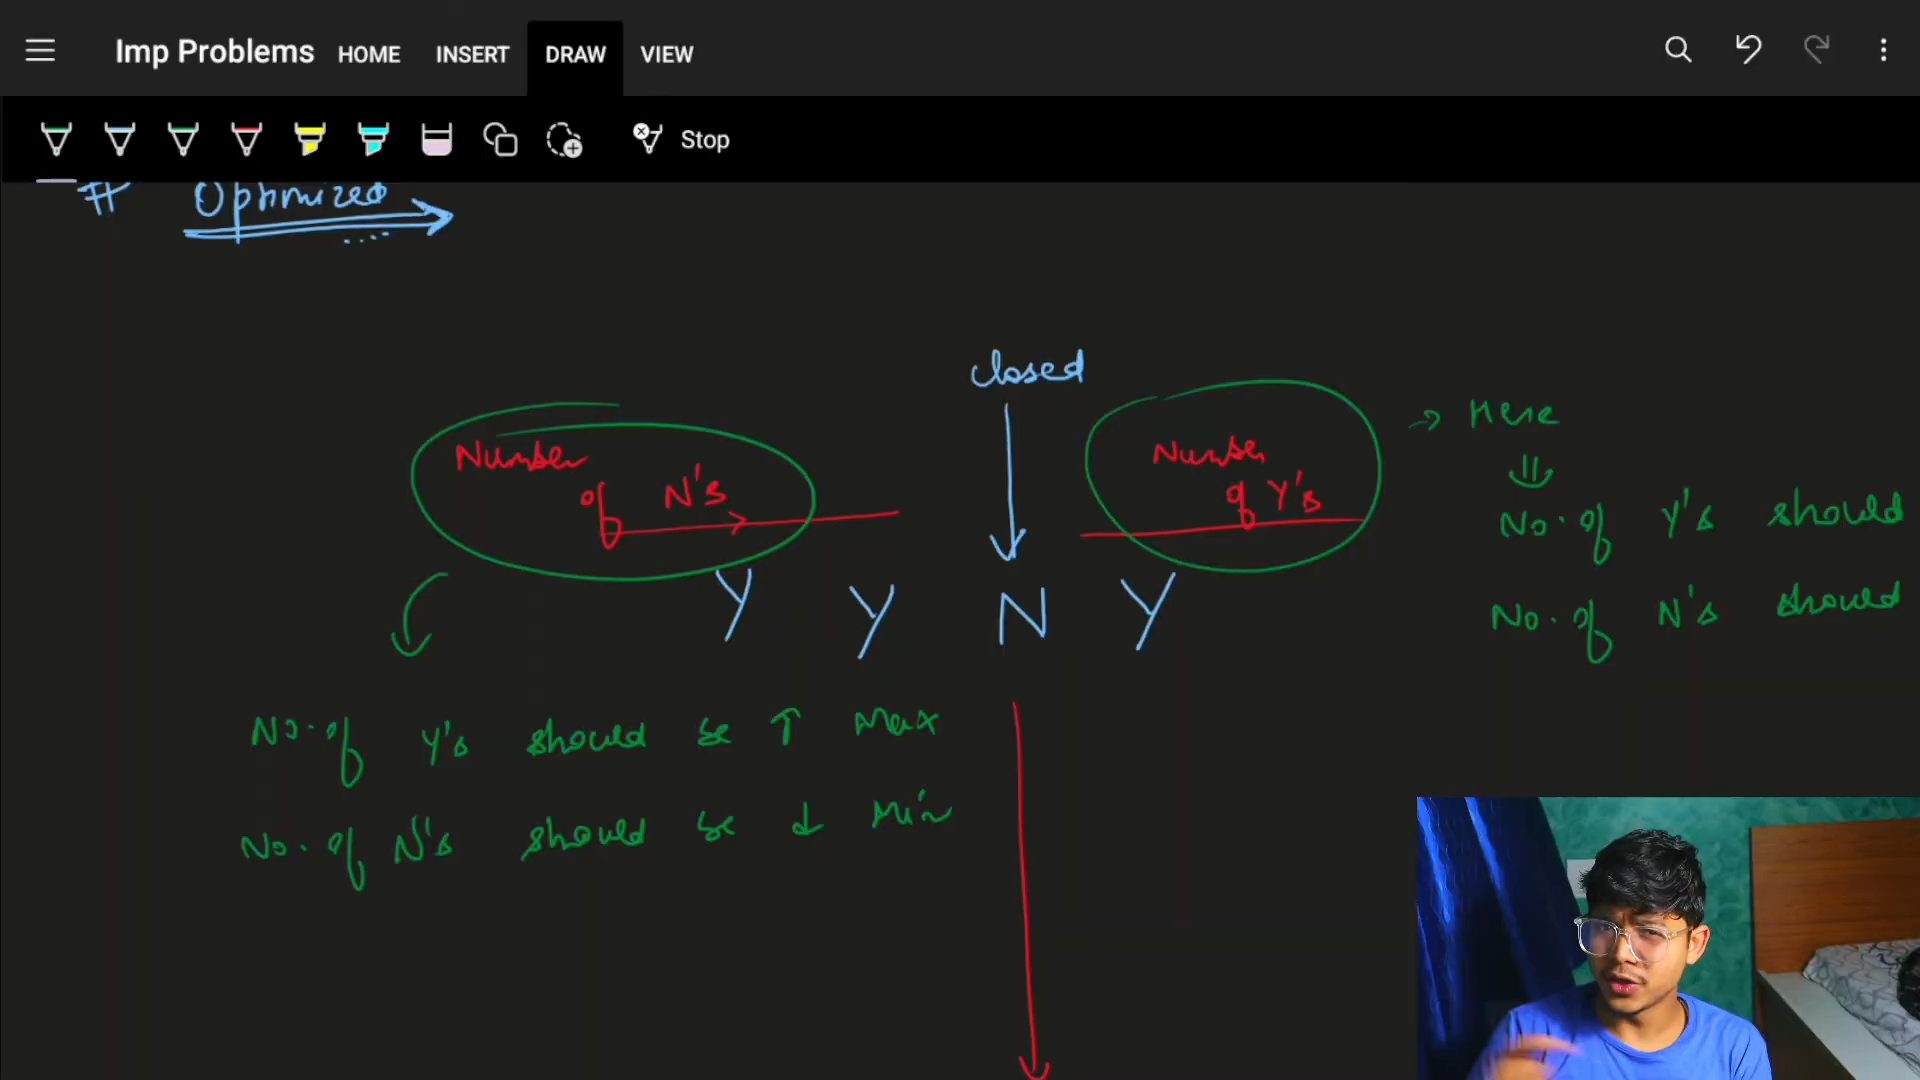 Imp Problems HOME INSERT DRAW VIEW
Stop
# Optimized
Closed
Number
of N's
Number
of Y's
Y Y N Y
→ Here
No. of Y's should
No. of N's should
No. of Y's should be ↑ Max
No. of N's should be ↓ Min